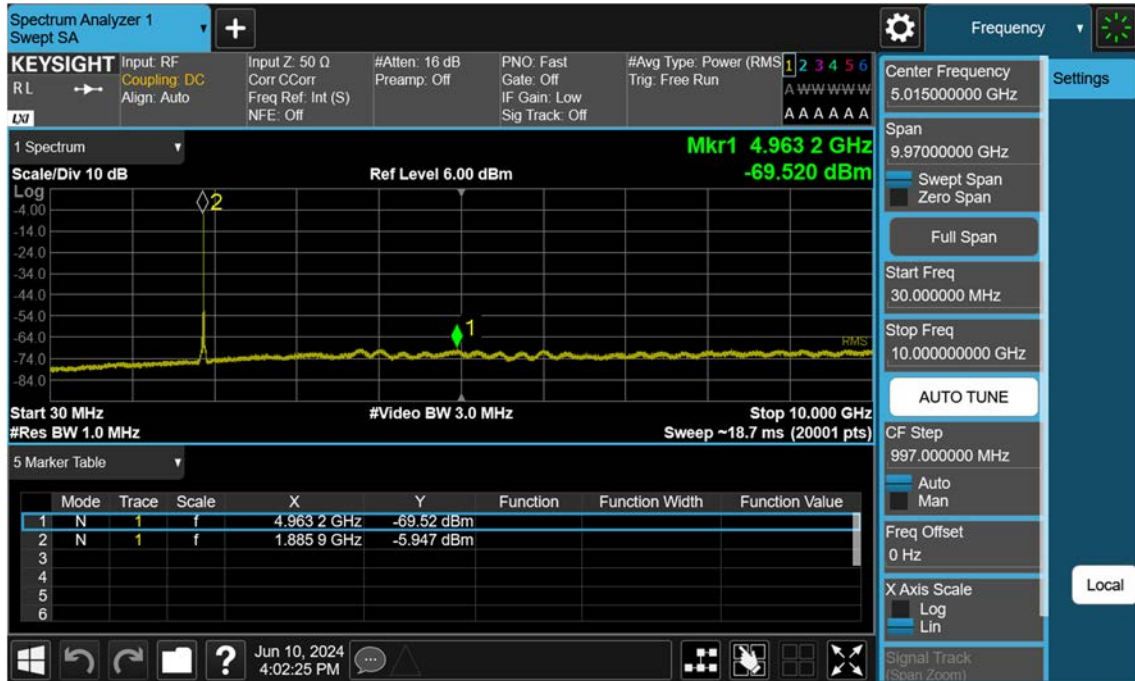 Spectrum Analyzer 1
Swept SA
Frequency
KEYSIGHT
R L
LXI
Input: RF
Coupling: DC
Align: Auto
Input Z: 50 Ω
Corr CCorr
Freq Ref: Int (S)
NFE: Off
#Atten: 16 dB
Preamp: Off
PNO: Fast
Gate: Off
IF Gain: Low
Sig Track: Off
#Avg Type: Power (RMS
Trig: Free Run
1 2 3 4 5 6
A W W W W W
A A A A A A
1 Spectrum
Mkr1 4.963 2 GHz
Scale/Div 10 dB Ref Level 6.00 dBm -69.520 dBm
Log
-4.00
-14.0
-24.0
-34.0
-44.0
-54.0
-64.0
-74.0
-84.0
2
1
RMS
Start 30 MHz #Video BW 3.0 MHz Stop 10.000 GHz
#Res BW 1.0 MHz Sweep ~18.7 ms (20001 pts)
5 Marker Table
Mode Trace Scale X Y Function Function Width Function Value
1 N 1 f 4.963 2 GHz -69.52 dBm
2 N 1 f 1.885 9 GHz -5.947 dBm
3
4
5
6
?
Jun 10, 2024
4:02:25 PM
Center Frequency
5.015000000 GHz
Span
9.97000000 GHz
Swept Span
Zero Span
Full Span
Start Freq
30.000000 MHz
Stop Freq
10.000000000 GHz
AUTO TUNE
CF Step
997.000000 MHz
Auto
Man
Freq Offset
0 Hz
X Axis Scale
Log
Lin
Signal Track
(Span Zoom)
Settings
Local